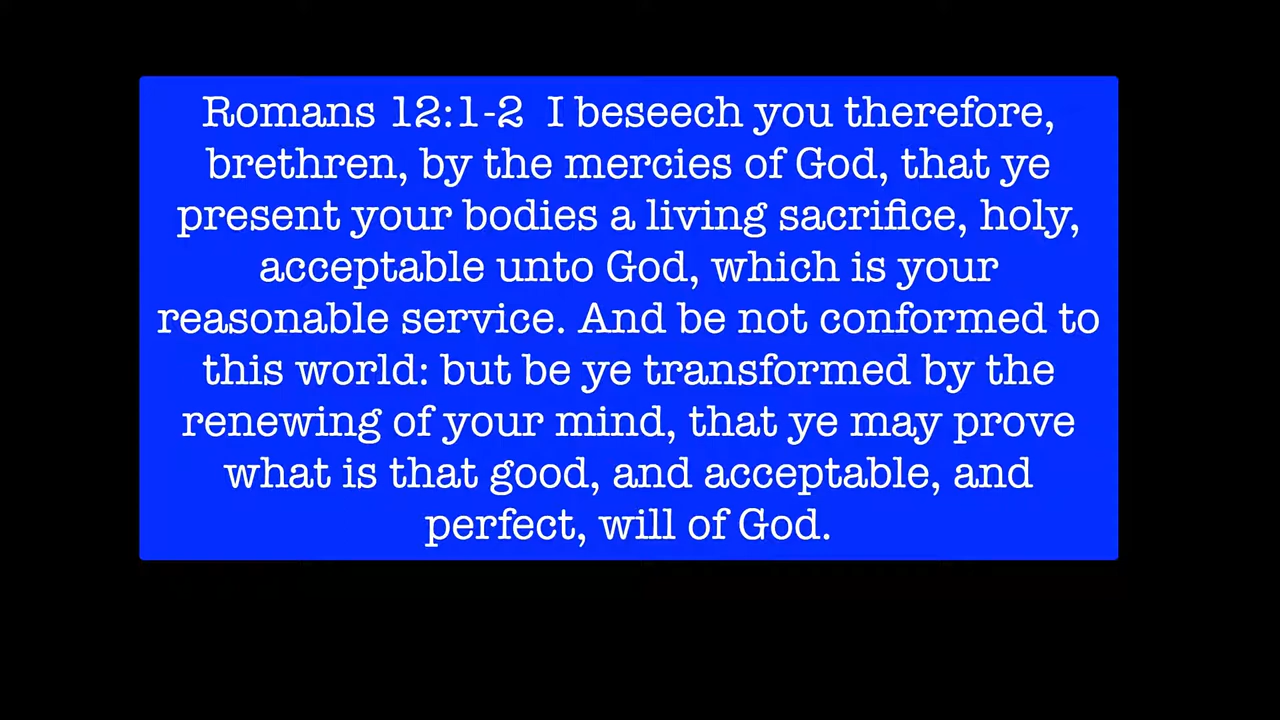 Romans 12:1-2  I beseech you therefore,
brethren, by the mercies of God, that ye
present your bodies a living sacrifice, holy,
acceptable unto God, which is your
reasonable service. And be not conformed to
this world: but be ye transformed by the
renewing of your mind, that ye may prove
what is that good, and acceptable, and
perfect, will of God.